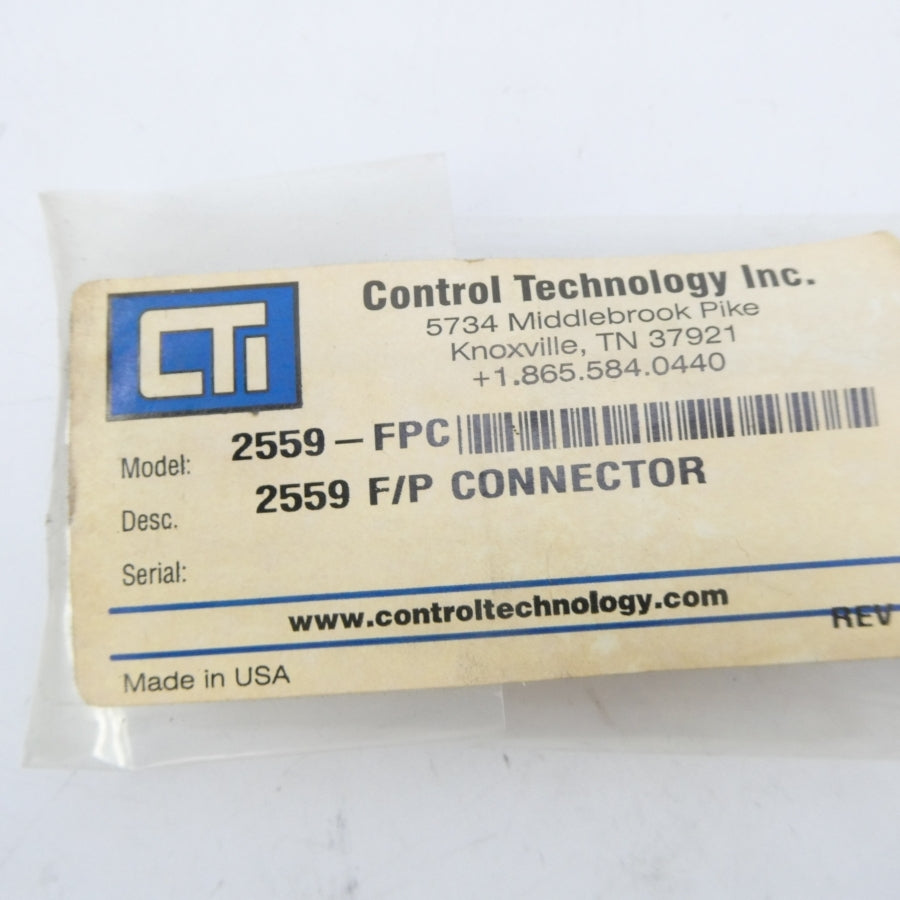 CTi
Control Technology Inc.
5734 Middlebrook Pike
Knoxville, TN 37921
+1.865.584.0440
Model: 2559-FPC
Desc. 2559 F/P CONNECTOR
Serial:
www.controltechnology.com
REV
Made in USA